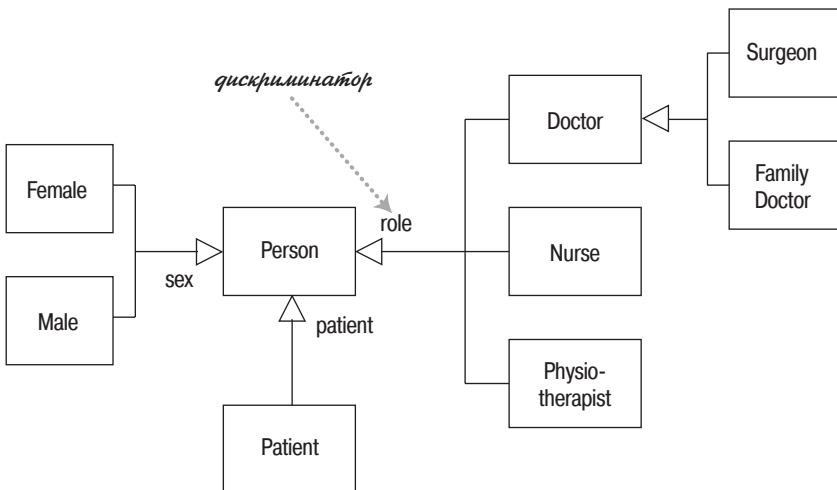 Surgeon
дискриминатор
Doctor
Family
Doctor
Female
role
Person
Nurse
sex
Male
patient
Physio-
therapist
Patient